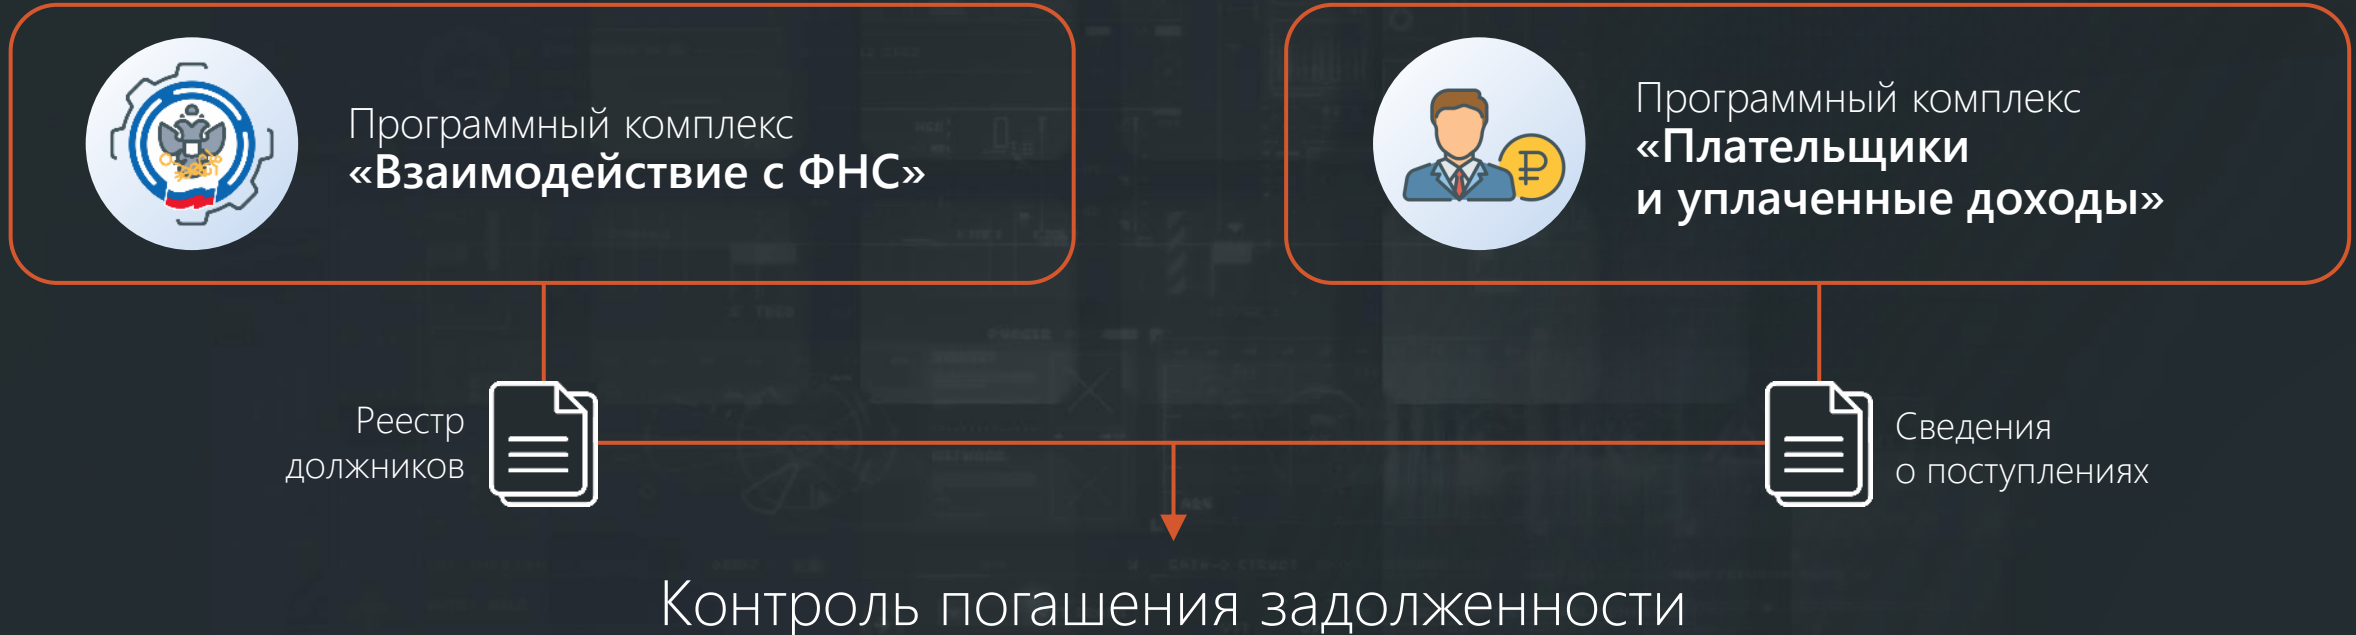 Программный комплекс
«Взаимодействие с ФНС»
Программный комплекс
«Плательщики
и уплаченные доходы»
Реестр
должников
Сведения
о поступлениях
Контроль погашения задолженности